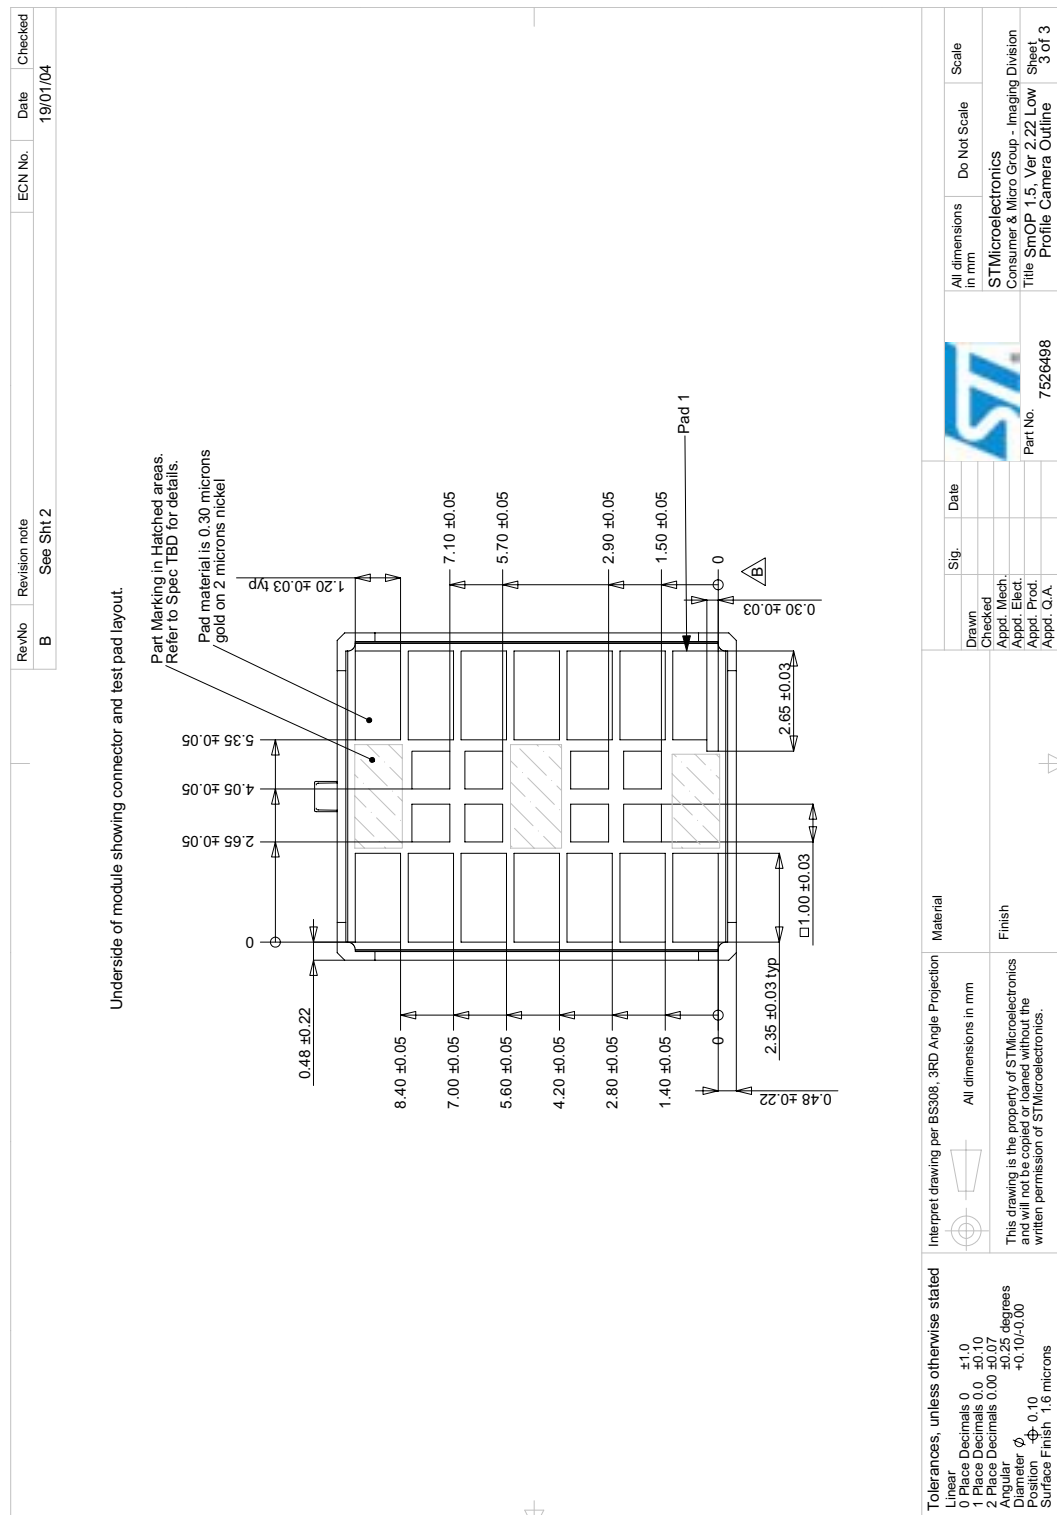 RevNo
Revision note
ECN No.
Date
Checked
B
See Sht 2
19/01/04
Underside of module showing connector and test pad layout.
Part Marking in Hatched areas.
Refer to Spec TBD for details.
Pad material is 0.30 microns
gold on 2 microns nickel
0.48 ±0.22
0
2.65 ±0.05
4.05 ±0.05
5.35 ±0.05
1.20 ±0.03 typ
8.40 ±0.05
7.00 ±0.05
5.60 ±0.05
4.20 ±0.05
2.80 ±0.05
1.40 ±0.05
0
7.10 ±0.05
5.70 ±0.05
2.90 ±0.05
1.50 ±0.05
0
Pad 1
B
0.30 ±0.03
2.65 ±0.03
□1.00 ±0.03
2.35 ±0.03 typ
0.48 ±0.22
Tolerances, unless otherwise stated
Linear
0 Place Decimals 0 ±1.0
1 Place Decimals 0.0 ±0.10
2 Place Decimals 0.00 ±0.07
Angular ±0.25 degrees
Diameter Ø +0.10/-0.00
Position ⌖ 0.10
Surface Finish 1.6 microns
Interpret drawing per BS308, 3RD Angle Projection
All dimensions in mm
This drawing is the property of STMicroelectronics
and will not be copied or loaned without the
written permission of STMicroelectronics.
Material
Finish
Sig.
Date
Drawn
Checked
Appd. Mech.
Appd. Elect.
Appd. Prod.
Appd. Q.A.
ST
Part No.
7526498
All dimensions
in mm
Do Not Scale
Scale
STMicroelectronics
Consumer & Micro Group - Imaging Division
Title SmOP 1.5, Ver 2.22 Low
Profile Camera Outline
Sheet
3 of 3